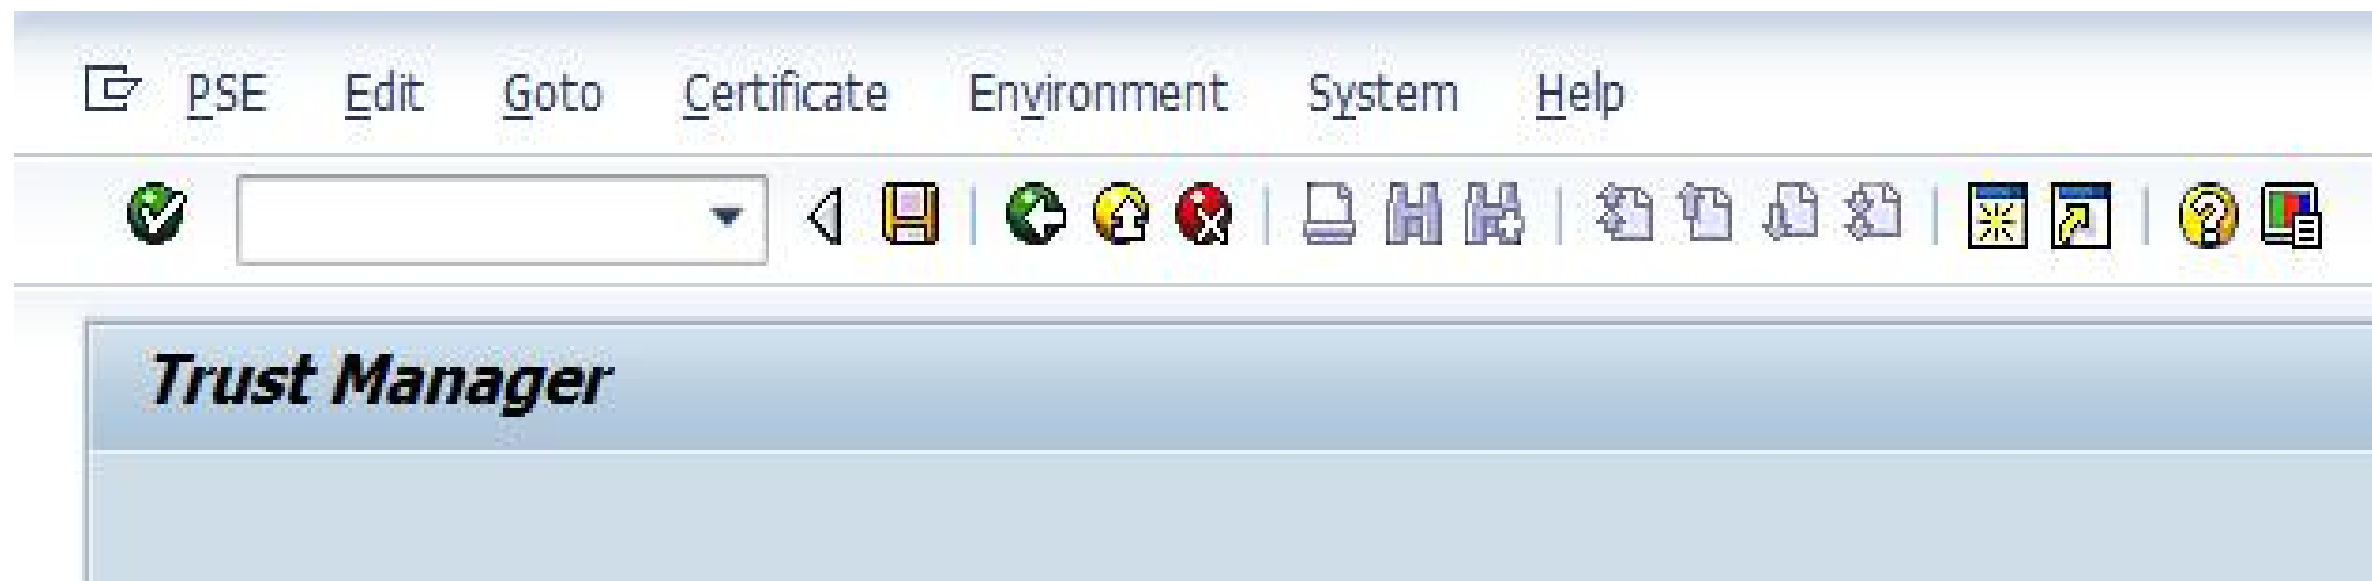 PSE Edit Goto Certificate Environment System Help
Trust Manager